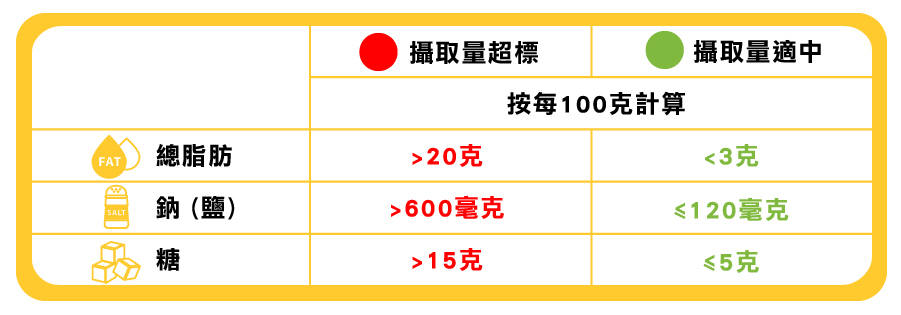 攝取量超標 攝取量適中
按每100克計算
FAT 總脂肪 >20克 <3克
SALT 鈉 (鹽) >600毫克 ≤120毫克
糖 >15克 ≤5克